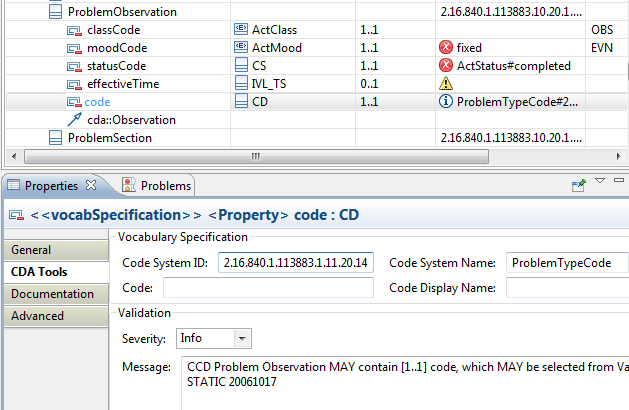 ProblemObservation 2.16.840.1.113883.10.20.1....
classCode ActClass 1..1 OBS
moodCode ActMood 1..1 fixed EVN
statusCode CS 1..1 ActStatus#completed
effectiveTime IVL_TS 0..1
code CD 1..1 ProblemTypeCode#2...
cda::Observation
ProblemSection 2.16.840.1.113883.10.20.1....
Properties Problems
<<vocabSpecification>> <Property> code : CD
General
CDA Tools
Documentation
Advanced
Vocabulary Specification
Code System ID: 2.16.840.1.113883.1.11.20.14 Code System Name: ProblemTypeCode
Code: Code Display Name:
Validation
Severity: Info
Message: CCD Problem Observation MAY contain [1..1] code, which MAY be selected from Va
STATIC 20061017